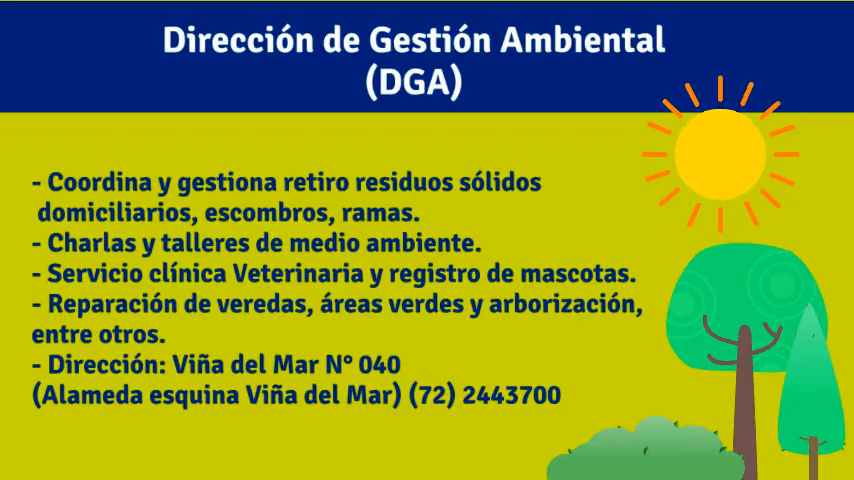 Dirección de Gestión Ambiental
(DGA)
- Coordina y gestiona retiro residuos sólidos
domiciliarios, escombros, ramas.
- Charlas y talleres de medio ambiente.
- Servicio clínica Veterinaria y registro de mascotas.
- Reparación de veredas, áreas verdes y arborización,
entre otros.
- Dirección: Viña del Mar N° 040
(Alameda esquina Viña del Mar) (72) 2443700